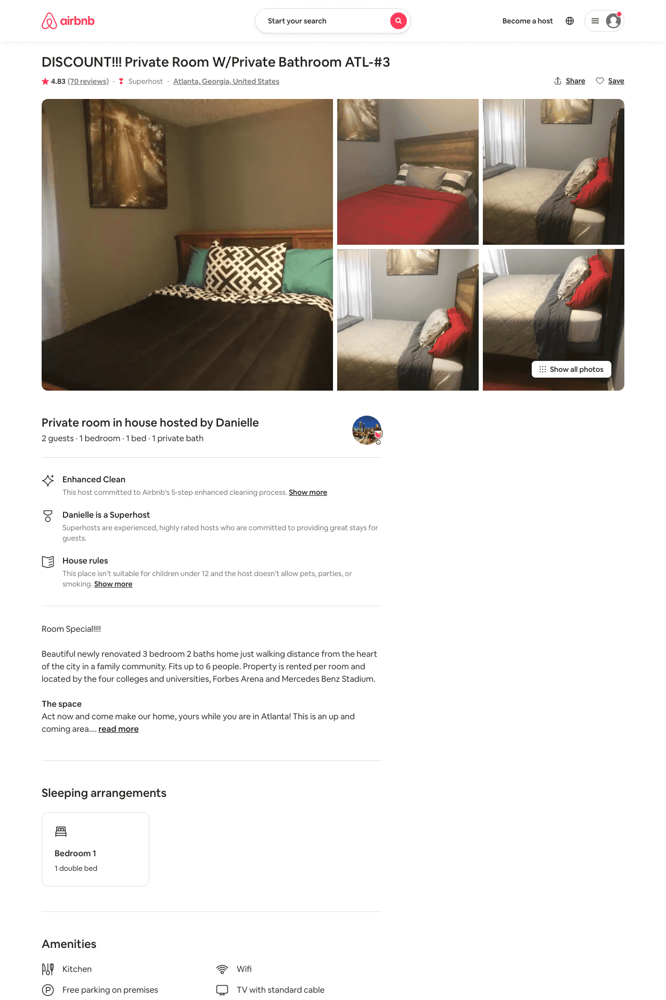 airbnb
Start your search
Become a host
DISCOUNT!!! Private Room W/Private Bathroom ATL-#3
4.83 (70 reviews) · Superhost · Atlanta, Georgia, United States
Share
Save
Show all photos
Private room in house hosted by Danielle
2 guests · 1 bedroom · 1 bed · 1 private bath
Enhanced Clean
This host committed to Airbnb's 5-step enhanced cleaning process. Show more
Danielle is a Superhost
Superhosts are experienced, highly rated hosts who are committed to providing great stays for
guests.
House rules
This place isn’t suitable for children under 12 and the host doesn’t allow pets, parties, or
smoking. Show more
Room Special!!!!
Beautiful newly renovated 3 bedroom 2 baths home just walking distance from the heart
of the city in a family community. Fits up to 6 people. Property is rented per room and
located by the four colleges and universities, Forbes Arena and Mercedes Benz Stadium.
The space
Act now and come make our home, yours while you are in Atlanta! This is an up and
coming area.... read more
Sleeping arrangements
Bedroom 1
1 double bed
Amenities
Kitchen
Wifi
Free parking on premises
TV with standard cable